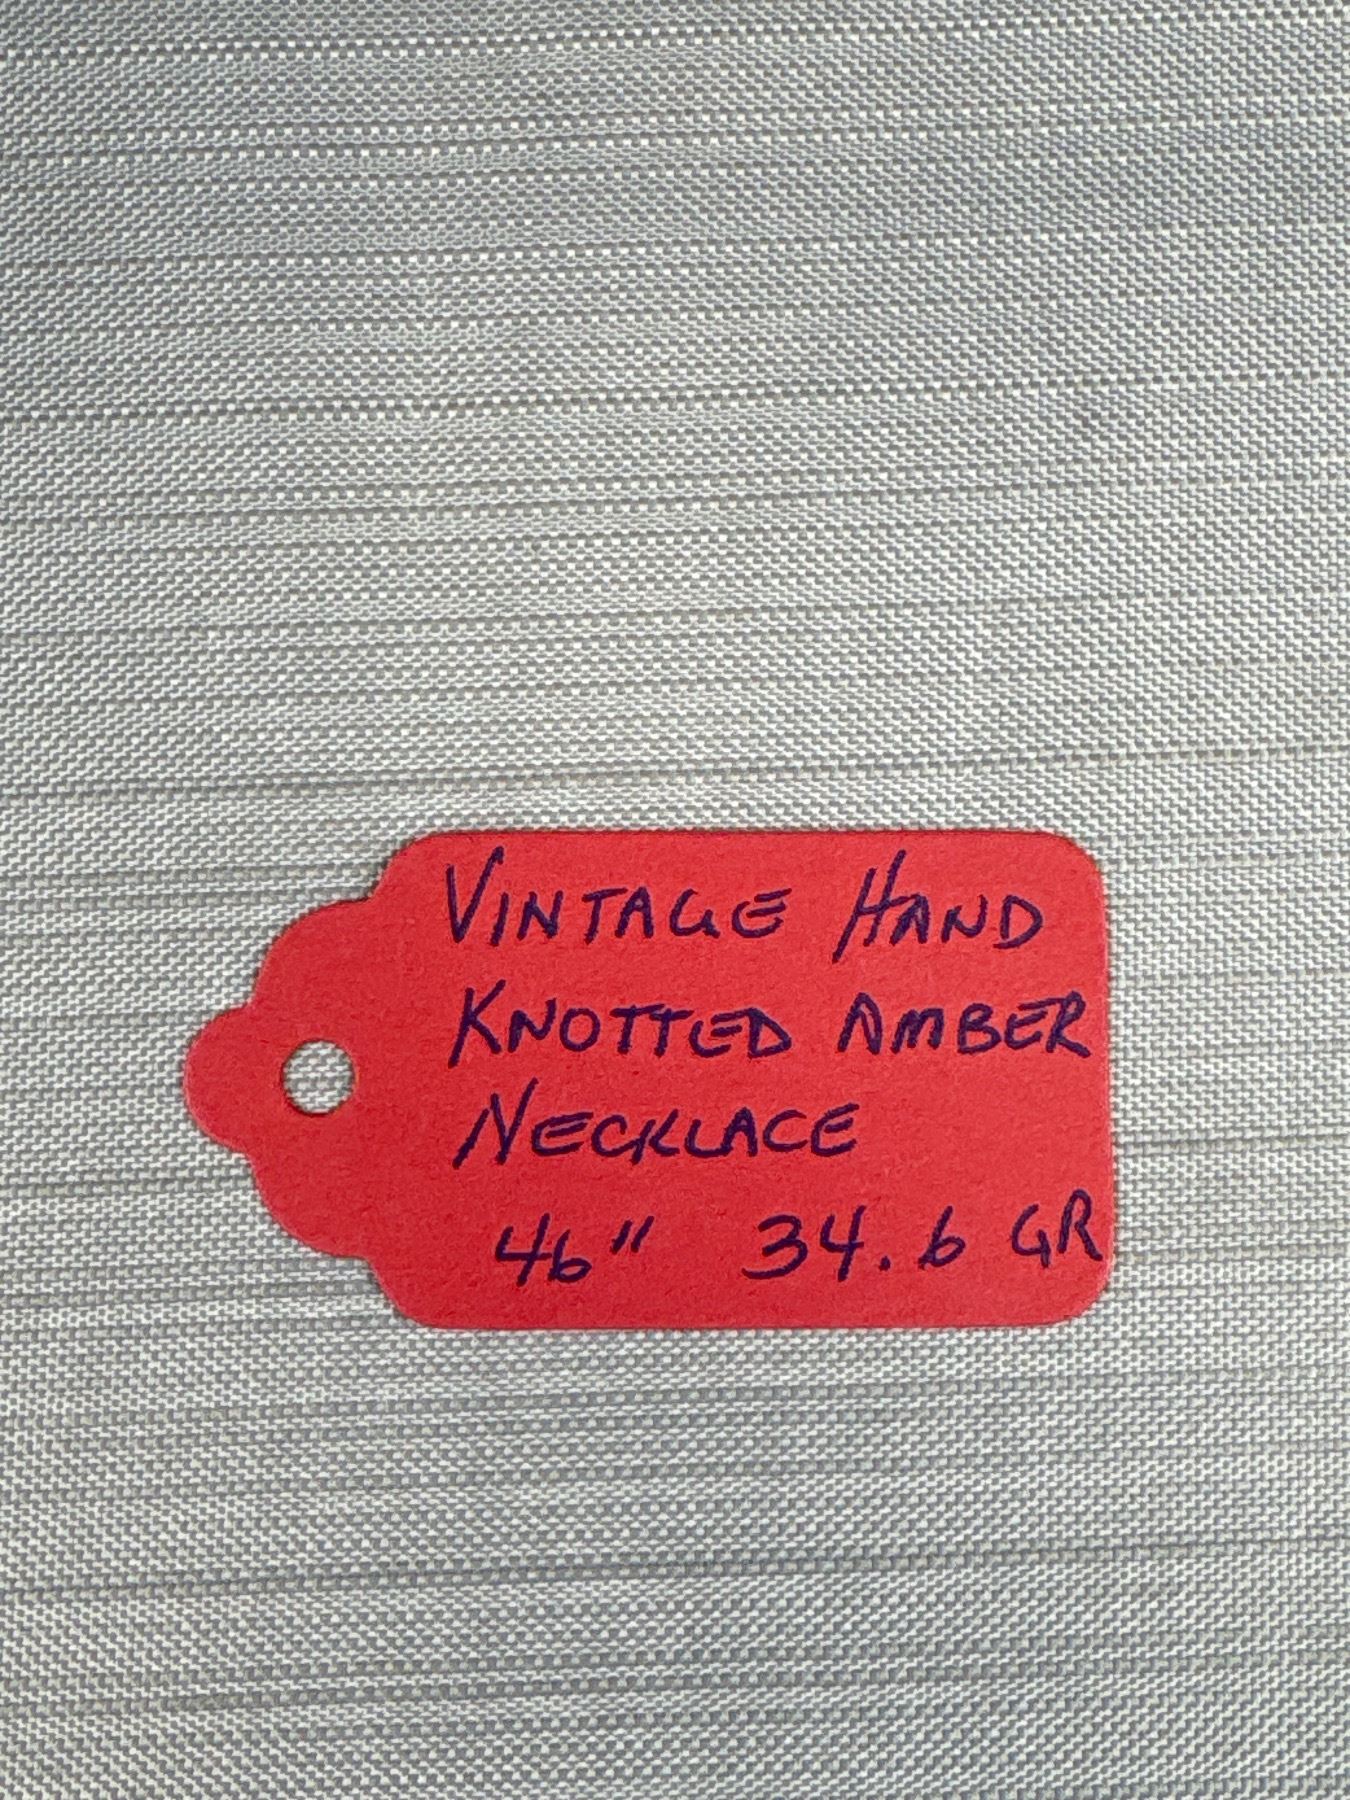 VINTAGE HAND
KNOTTED AMBER
NECKLACE
46" 34.6 GR